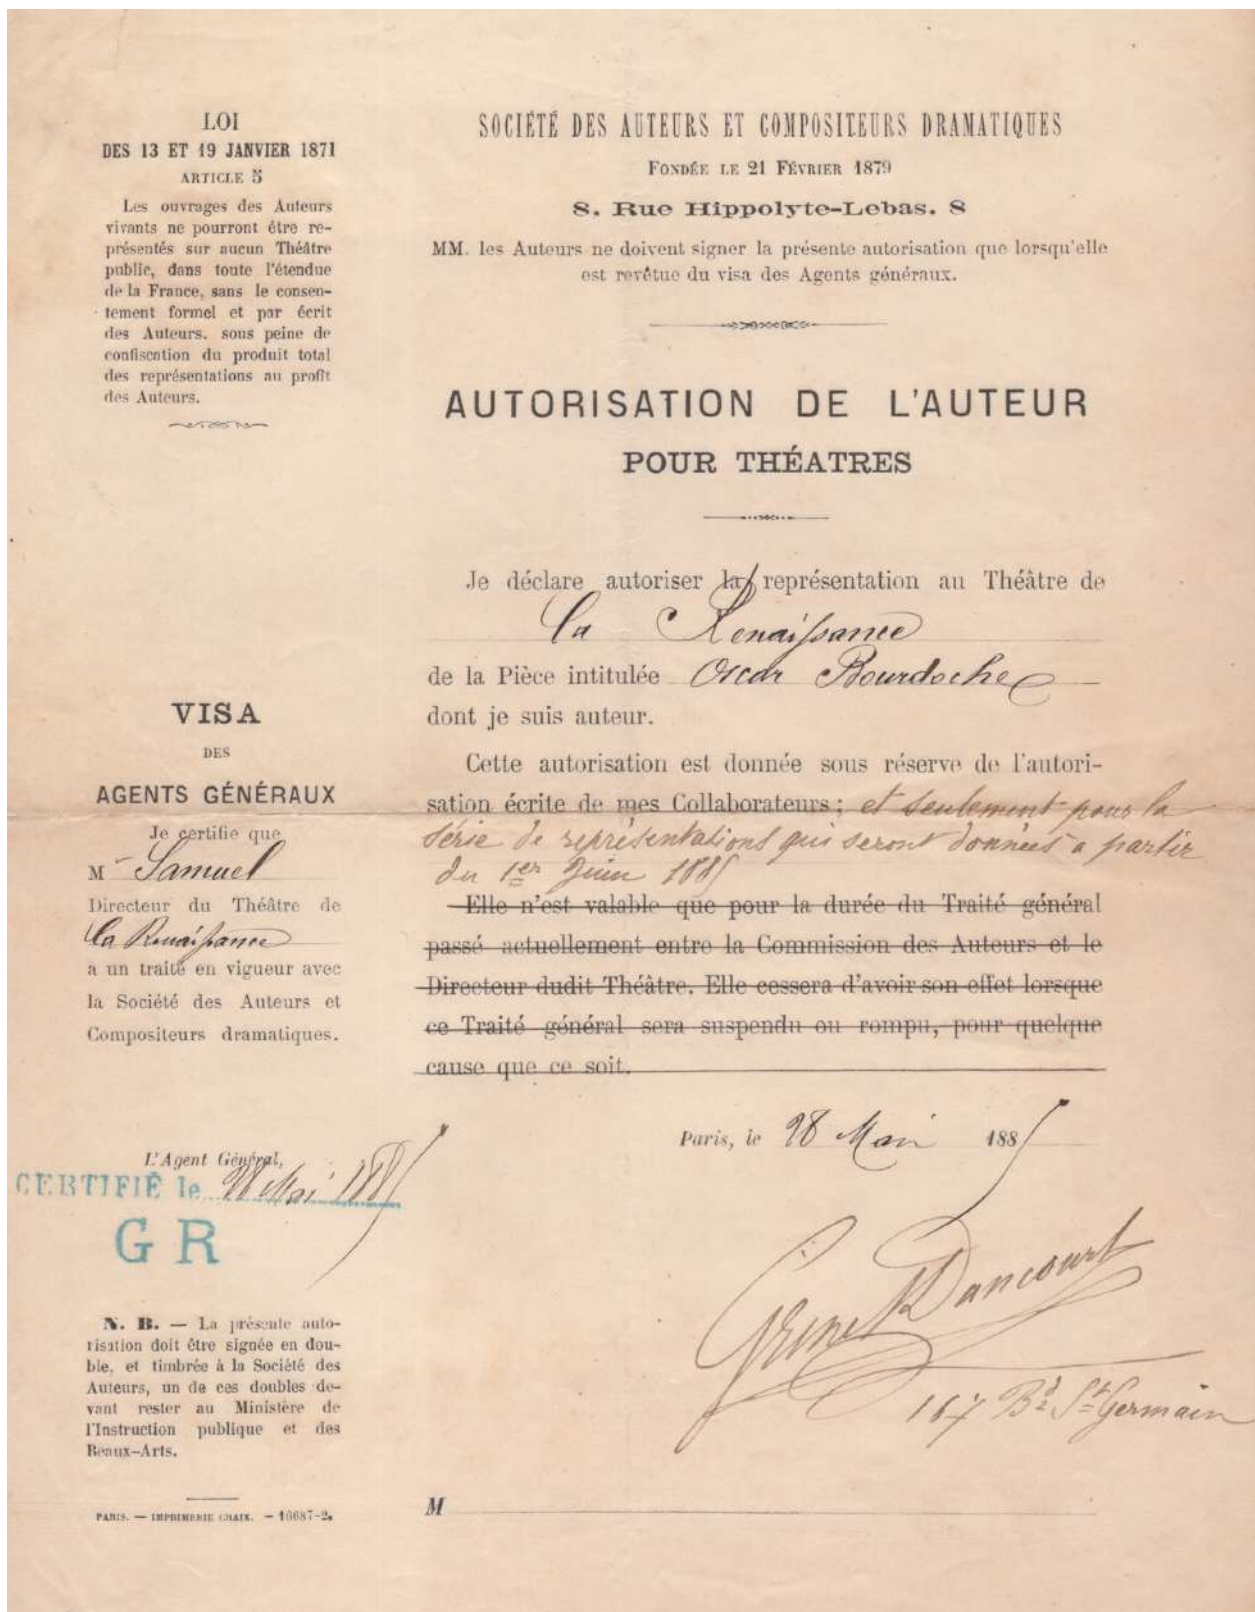 LOI
DES 13 ET 19 JANVIER 1871
ARTICLE 5
Les ouvrages des Auteurs
vivants ne pourront être re-
présentés sur aucun Théâtre
public, dans toute l'étendue
de la France, sans le consen-
tement formel et par écrit
des Auteurs, sous peine de
confiscation du produit total
des représentations au profit
des Auteurs.
SOCIÉTÉ DES AUTEURS ET COMPOSITEURS DRAMATIQUES
FONDÉE LE 21 FÉVRIER 1879
8. Rue Hippolyte-Lebas. 8
MM. les Auteurs ne doivent signer la présente autorisation que lorsqu'elle
est revêtue du visa des Agents généraux.
AUTORISATION DE L'AUTEUR
POUR THÉATRES
Je déclare autoriser la représentation au Théâtre de
La Renaissance
de la Pièce intitulée Oscar Bourdoche
dont je suis auteur.
Cette autorisation est donnée sous réserve de l'autori-
sation écrite de mes Collaborateurs; et seulement pour la
série de représentations qui seront données a partir
du 1er Juin 1885
Elle n'est valable que pour la durée du Traité général
passé actuellement entre la Commission des Auteurs et le
Directeur dudit Théâtre. Elle cessera d'avoir son effet lorsque
ce Traité général sera suspendu ou rompu, pour quelque
cause que ce soit.
Paris, le 28 Mai 1885
Grenet Dancourt
167 Bd St Germain
M
VISA
DES
AGENTS GÉNÉRAUX
Je certifie que
Mr Samuel
Directeur du Théâtre de
La Renaissance
a un traité en vigueur avec
la Société des Auteurs et
Compositeurs dramatiques.
L'Agent Général,
CERTIFIÉ le 28 Mai 1885
GR
N. B. — La présente auto-
risation doit être signée en dou-
ble, et timbrée à la Société des
Auteurs, un de ces doubles de-
vant rester au Ministère de
l'Instruction publique et des
Beaux-Arts.
PARIS. — IMPRIMERIE CHAIX. — 10687-2.